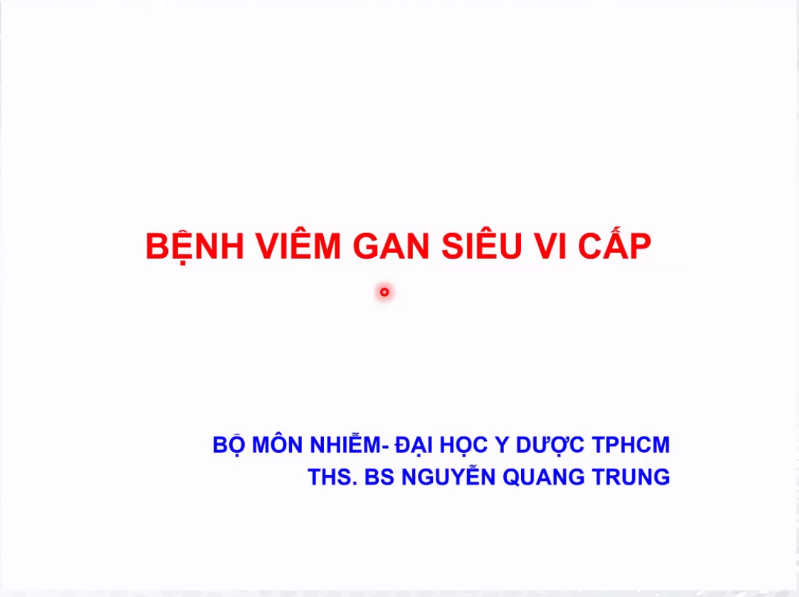 BỆNH VIÊM GAN SIÊU VI CẤP
BỘ MÔN NHIỄM- ĐẠI HỌC Y DƯỢC TPHCM
THS. BS NGUYỄN QUANG TRUNG